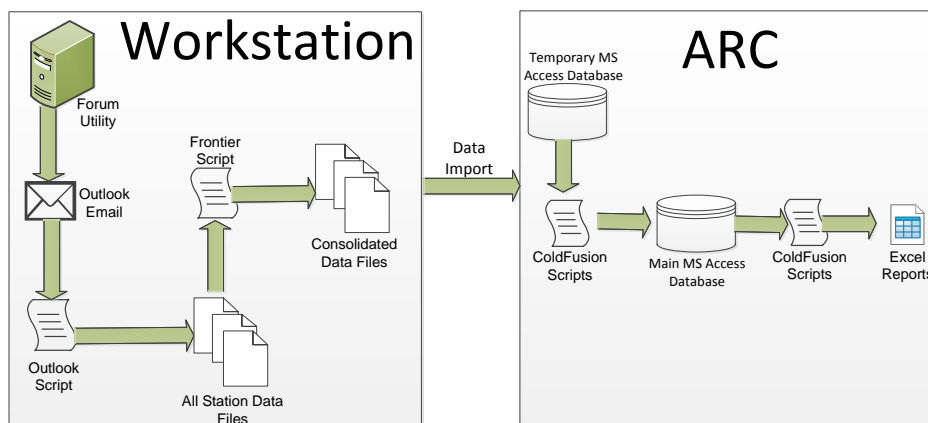 Workstation
Forum
Utility
Outlook
Email
Outlook
Script
All Station Data
Files
Frontier
Script
Consolidated
Data Files
Data
Import
ARC
Temporary MS
Access Database
ColdFusion
Scripts
Main MS Access
Database
ColdFusion
Scripts
Excel
Reports